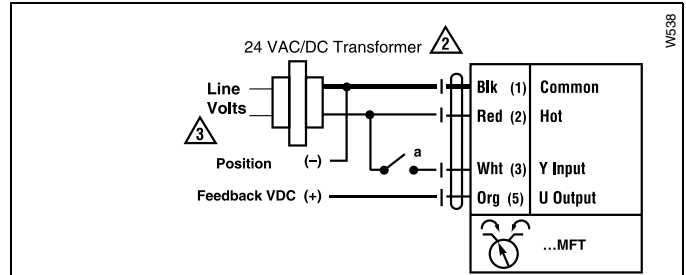 W538
24 VAC/DC Transformer 2
Line
Volts
3
Blk (1) Common
Red (2) Hot
a
Position (–)
Wht (3) Y Input
Feedback VDC (+)
Org (5) U Output
...MFT